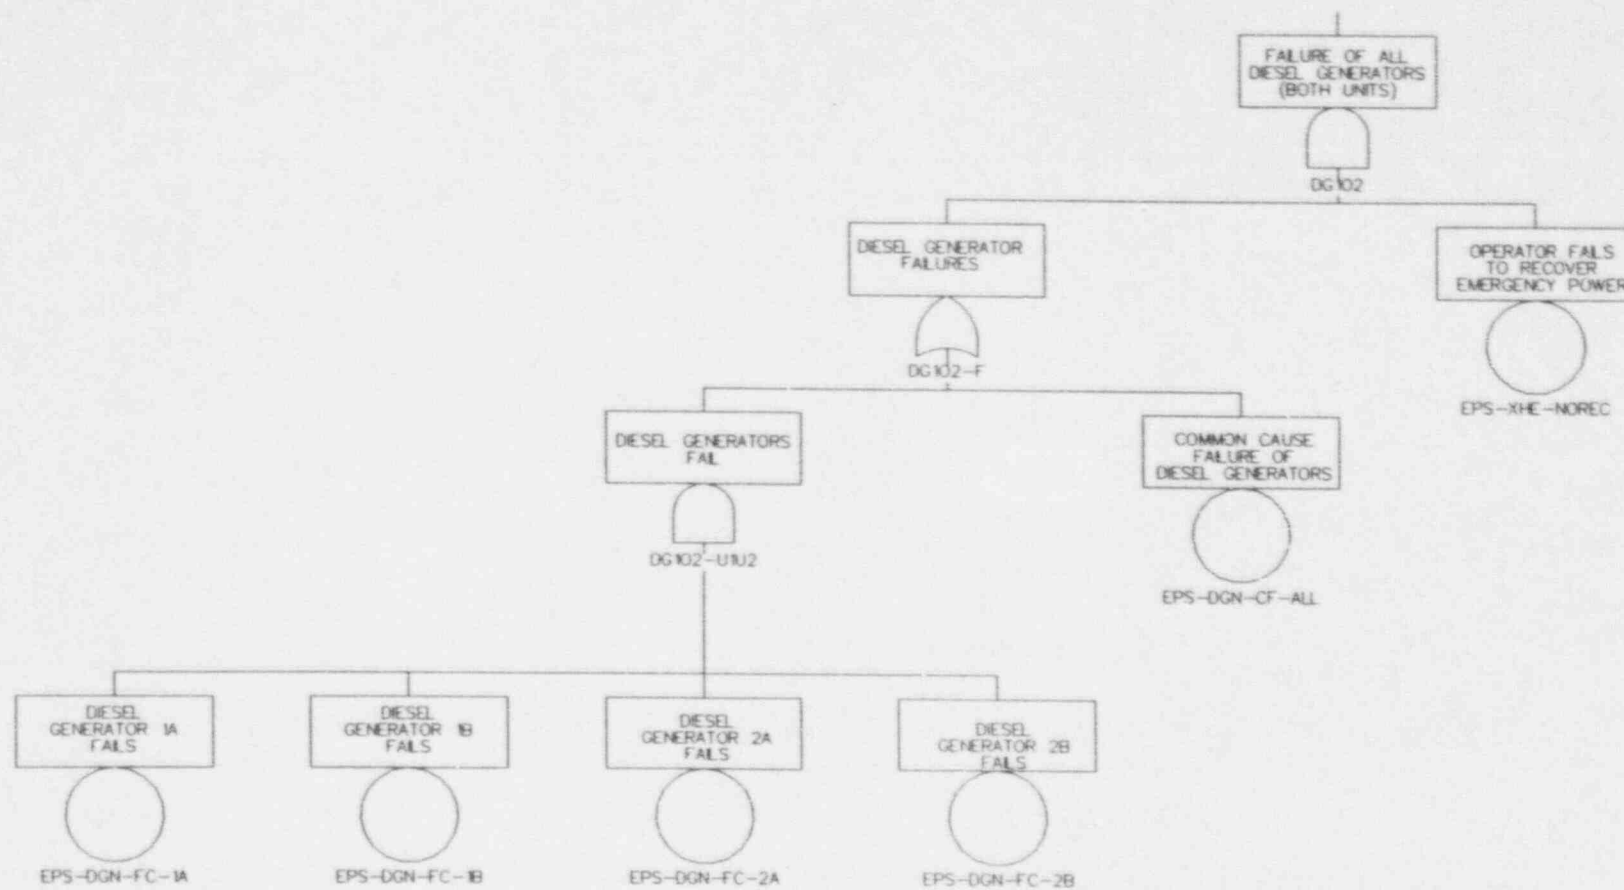 FAILURE OF ALL
DIESEL GENERATORS
(BOTH UNITS)
DG102
DIESEL GENERATOR
FAILURES
OPERATOR FAILS
TO RECOVER
EMERGENCY POWER
DG102-F
EPS-XHE-NOREC
DIESEL GENERATORS
FAIL
COMMON CAUSE
FAILURE OF
DIESEL GENERATORS
DG102-U1U2
EPS-DGN-CF-ALL
DIESEL
GENERATOR 1A
FAILS
DIESEL
GENERATOR 1B
FAILS
DIESEL
GENERATOR 2A
FAILS
DIESEL
GENERATOR 2B
FAILS
EPS-DGN-FC-1A
EPS-DGN-FC-1B
EPS-DGN-FC-2A
EPS-DGN-FC-2B